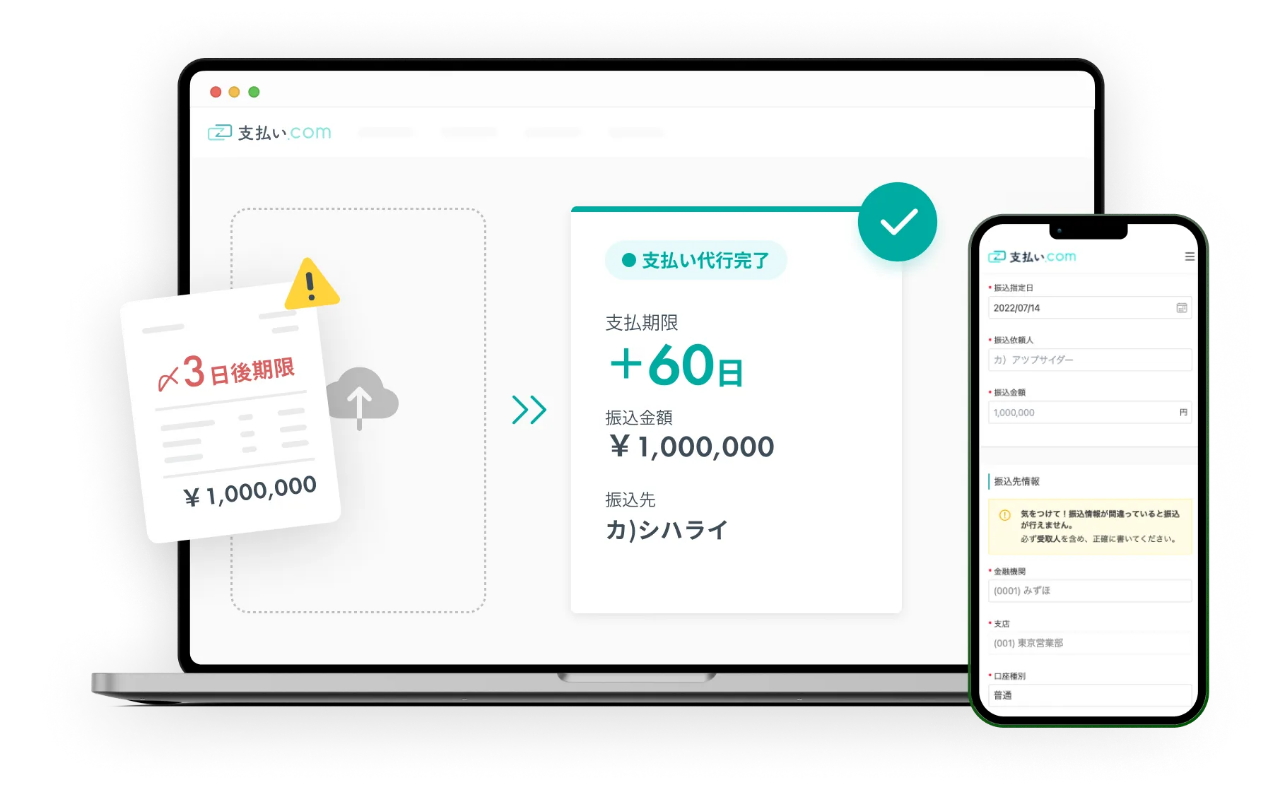 支払い.com
〆3日後期限
¥1,000,000
支払い代行完了
支払期限
+60日
振込金額
¥1,000,000
振込先
カ)シハライ
支払い.com
* 振込指定日
2022/07/14
* 振込依頼人
カ）アツプサイダー
* 振込金額
1,000,000 円
振込先情報
気をつけて！振込情報が間違っていると振込
が行えません。
必ず受取人を含め、正確に書いてください。
* 金融機関
(0001) みずほ
* 支店
(001) 東京営業部
* 口座種別
普通